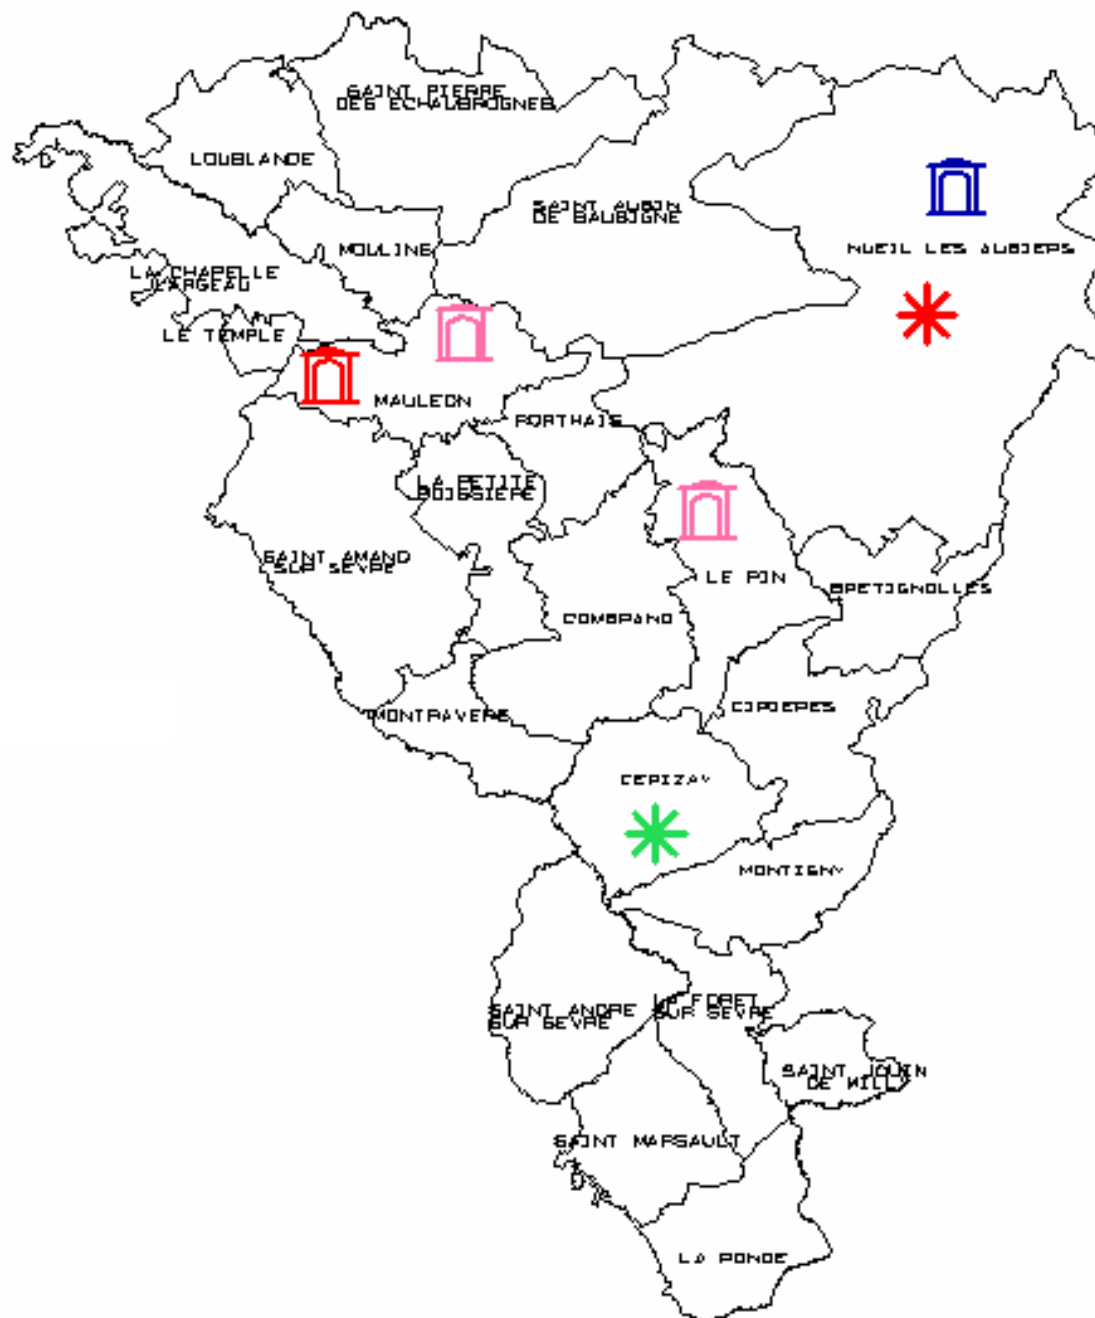 SAINT PIERRE
DES ECHAUBROGNES
LOUBLANDE
SAINT AUBIN
DE BAUBIGNE
MOULINS
NUEIL LES AUBIERS
LA CHAPELLE
LARGEAU
LE TEMPLE
MAULEON
RORTHAIS
LA PETITE
BOISSIERE
SAINT AMAND
SUR SEVRE
LE PIN
BRETIGNOLLES
COMBRAND
CIRIERES
MONTRAVERS
CERIZAY
MONTIGNY
SAINT ANDRE
SUR SEVRE
LA FORET
SUR SEVRE
SAINT JOUIN
DE MILLY
SAINT MARSAULT
LA RONDE